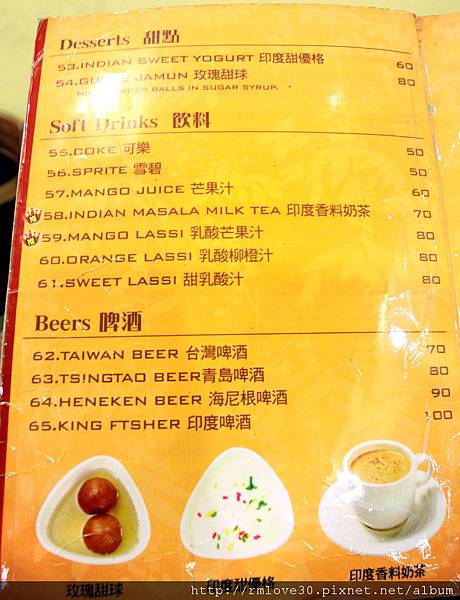 Desserts 甜點
53.INDIAN SWEET YOGURT 印度甜優格 60
54. JAMUN 玫瑰甜球 80
BALLS IN SUGAR SYRUP.
Soft Drinks 飲料
55.COKE 可樂 50
56.SPRITE 雪碧 50
57.MANGO JUICE 芒果汁 60
58.INDIAN MASALA MILK TEA 印度香料奶茶 70
59.MANGO LASSI 乳酸芒果汁 80
60.ORANGE LASSI 乳酸柳橙汁 80
61.SWEET LASSI 甜乳酸汁 80
Beers 啤酒
62.TAIWAN BEER 台灣啤酒 70
63.TS!NGTAO BEER青島啤酒 80
64.HENEKEN BEER 海尼根啤酒 90
65.KING FTSHER 印度啤酒 100
玫瑰甜球 印度甜優格 印度香料奶茶
http://rmlove30.pixnet.net/album